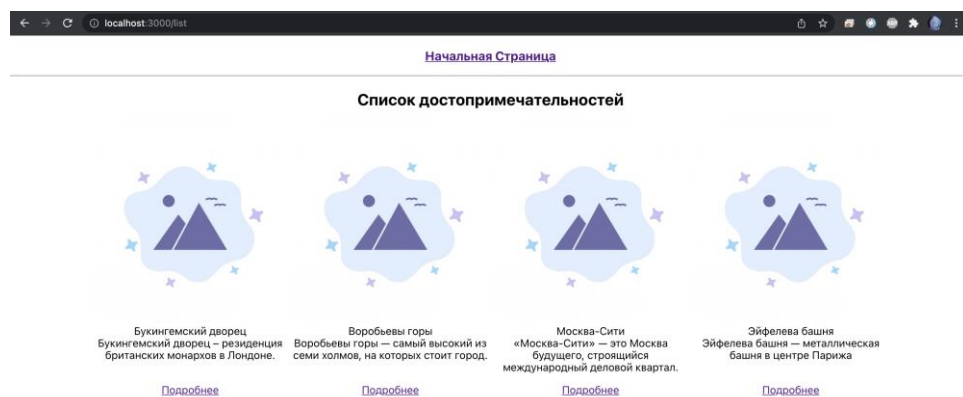 localhost:3000/list
Начальная Страница
Список достопримечательностей
Букингемский дворец
Букингемский дворец – резиденция
британских монархов в Лондоне.
Подробнее
Воробьевы горы
Воробьевы горы — самый высокий из
семи холмов, на которых стоит город.
Подробнее
Москва-Сити
«Москва-Сити» — это Москва
будущего, строящийся
международный деловой квартал.
Подробнее
Эйфелева башня
Эйфелева башня — металлическая
башня в центре Парижа
Подробнее